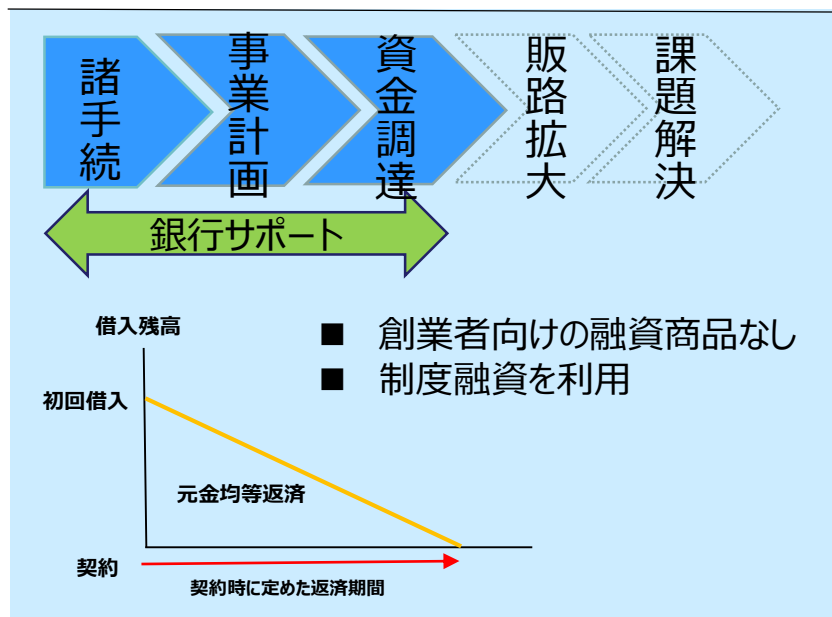 諸手続
事業計画
資金調達
販路拡大
課題解決
銀行サポート
借入残高
■ 創業者向けの融資商品なし
■ 制度融資を利用
初回借入
元金均等返済
契約
契約時に定めた返済期間